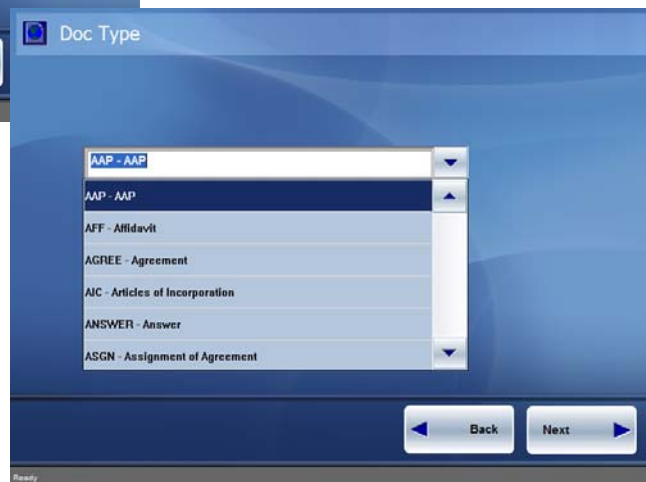 Doc Type
AAP - AAP
AAP - AAP
AFF - Affidavit
AGREE - Agreement
AIC - Articles of Incorporation
ANSWER - Answer
ASGN - Assignment of Agreement
Back Next
Ready